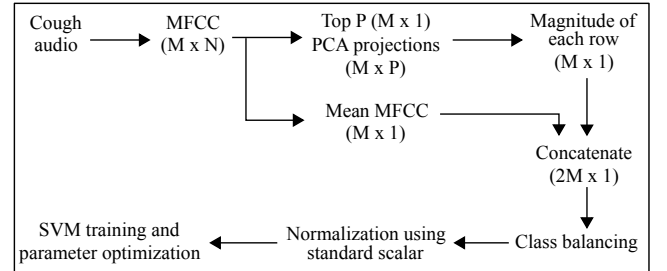 Cough
audio
MFCC
(M x N)
Top P (M x 1)
PCA projections
(M x P)
Magnitude of
each row
(M x 1)
Mean MFCC
(M x 1)
Concatenate
(2M x 1)
SVM training and
parameter optimization
Normalization using
standard scalar
Class balancing